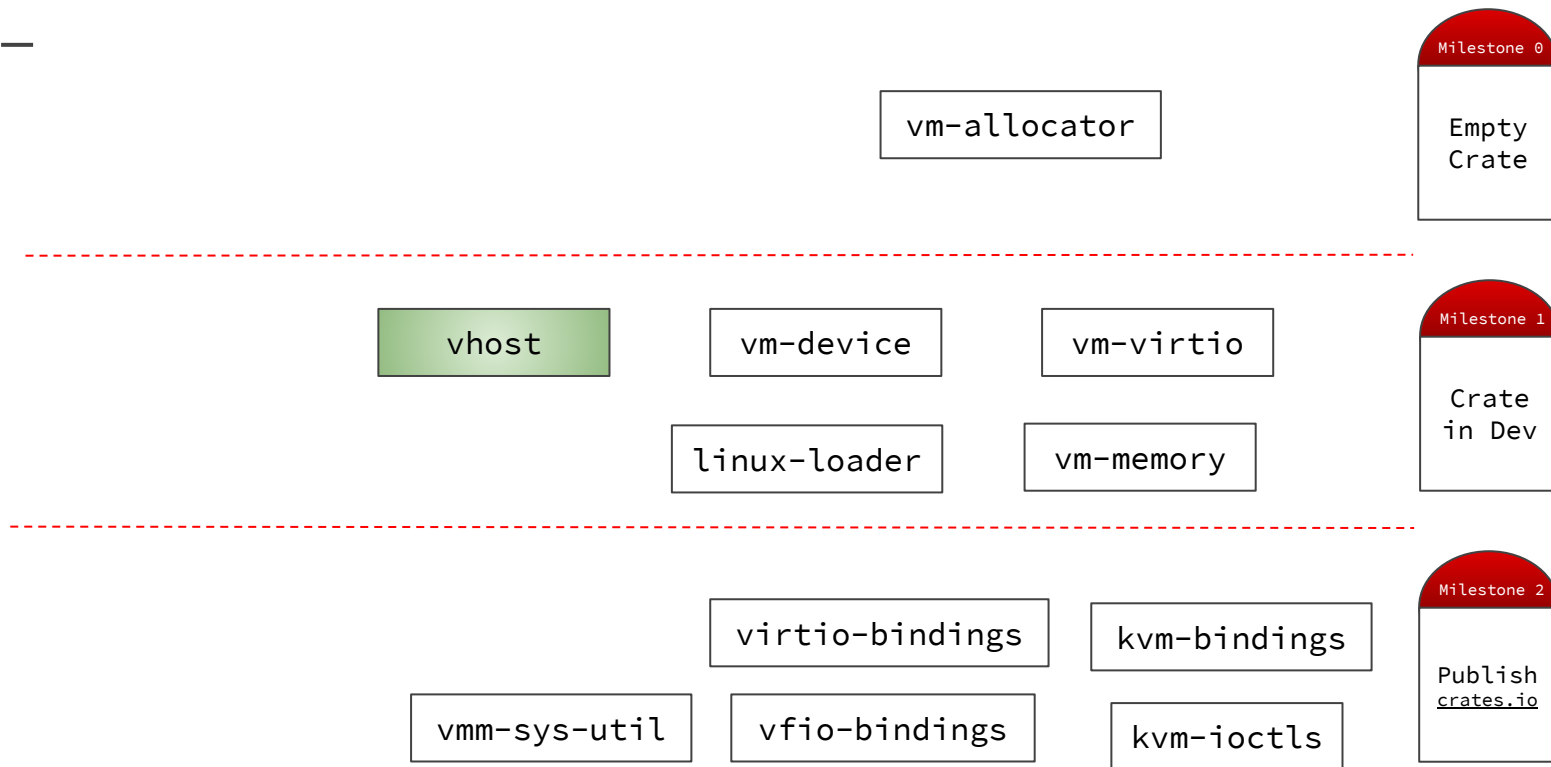 Milestone 0
vm-allocator
Empty
Crate
Milestone 1
vhost
vm-device
vm-virtio
Crate
in Dev
linux-loader
vm-memory
Milestone 2
virtio-bindings
kvm-bindings
Publish
crates.io
vmm-sys-util
vfio-bindings
kvm-ioctls